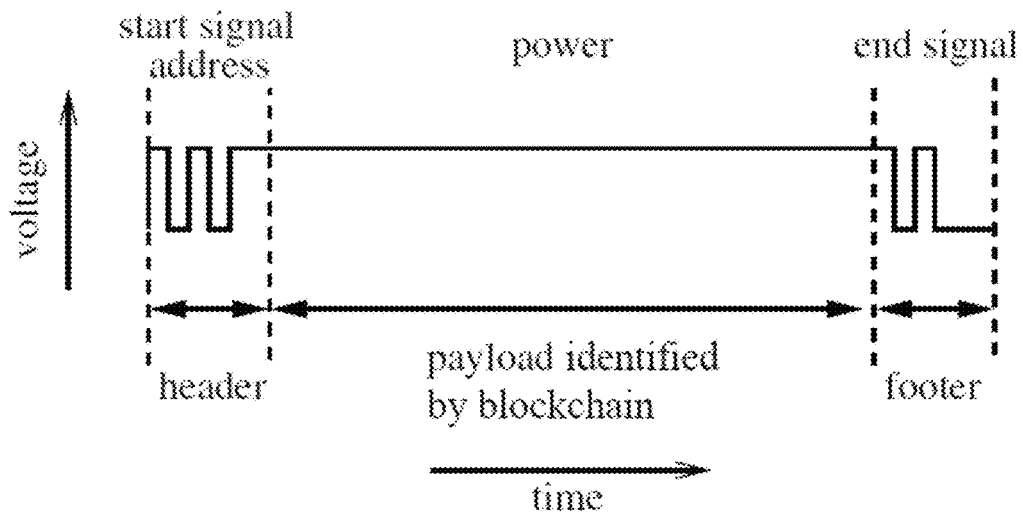 start signal
address
power
end signal
voltage
header
payload identified
by blockchain
footer
time